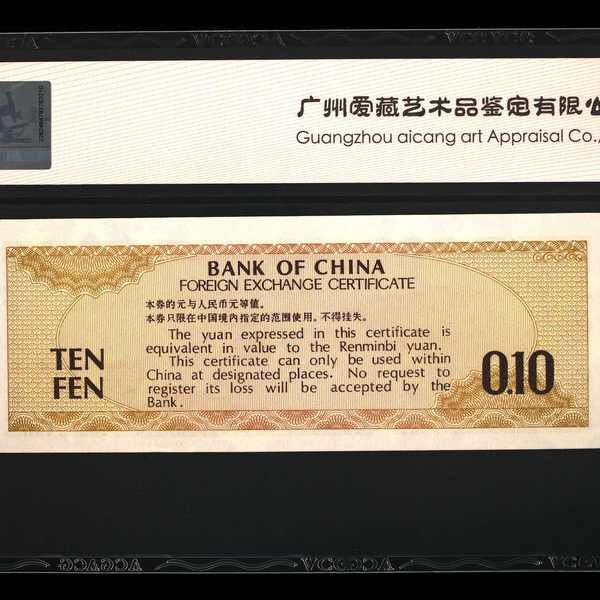 广州爱藏艺术品鉴定有限公
Guangzhou aicang art Appraisal Co.,
BANK OF CHINA
FOREIGN EXCHANGE CERTIFICATE
本券的元与人民币元等值。
本券只限在中国境内指定的范围使用。不得挂失。
The yuan expressed in this certificate is
equivalent in value to the Renminbi yuan.
This certificate can only be used within
China at designated places. No request to
register its loss will be accepted by the
Bank.
TEN
FEN
0.10